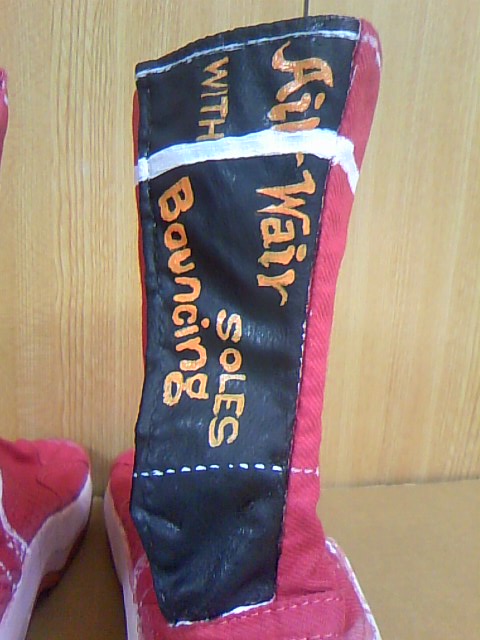 Air-Wair
WITH
Bouncing
SOLES